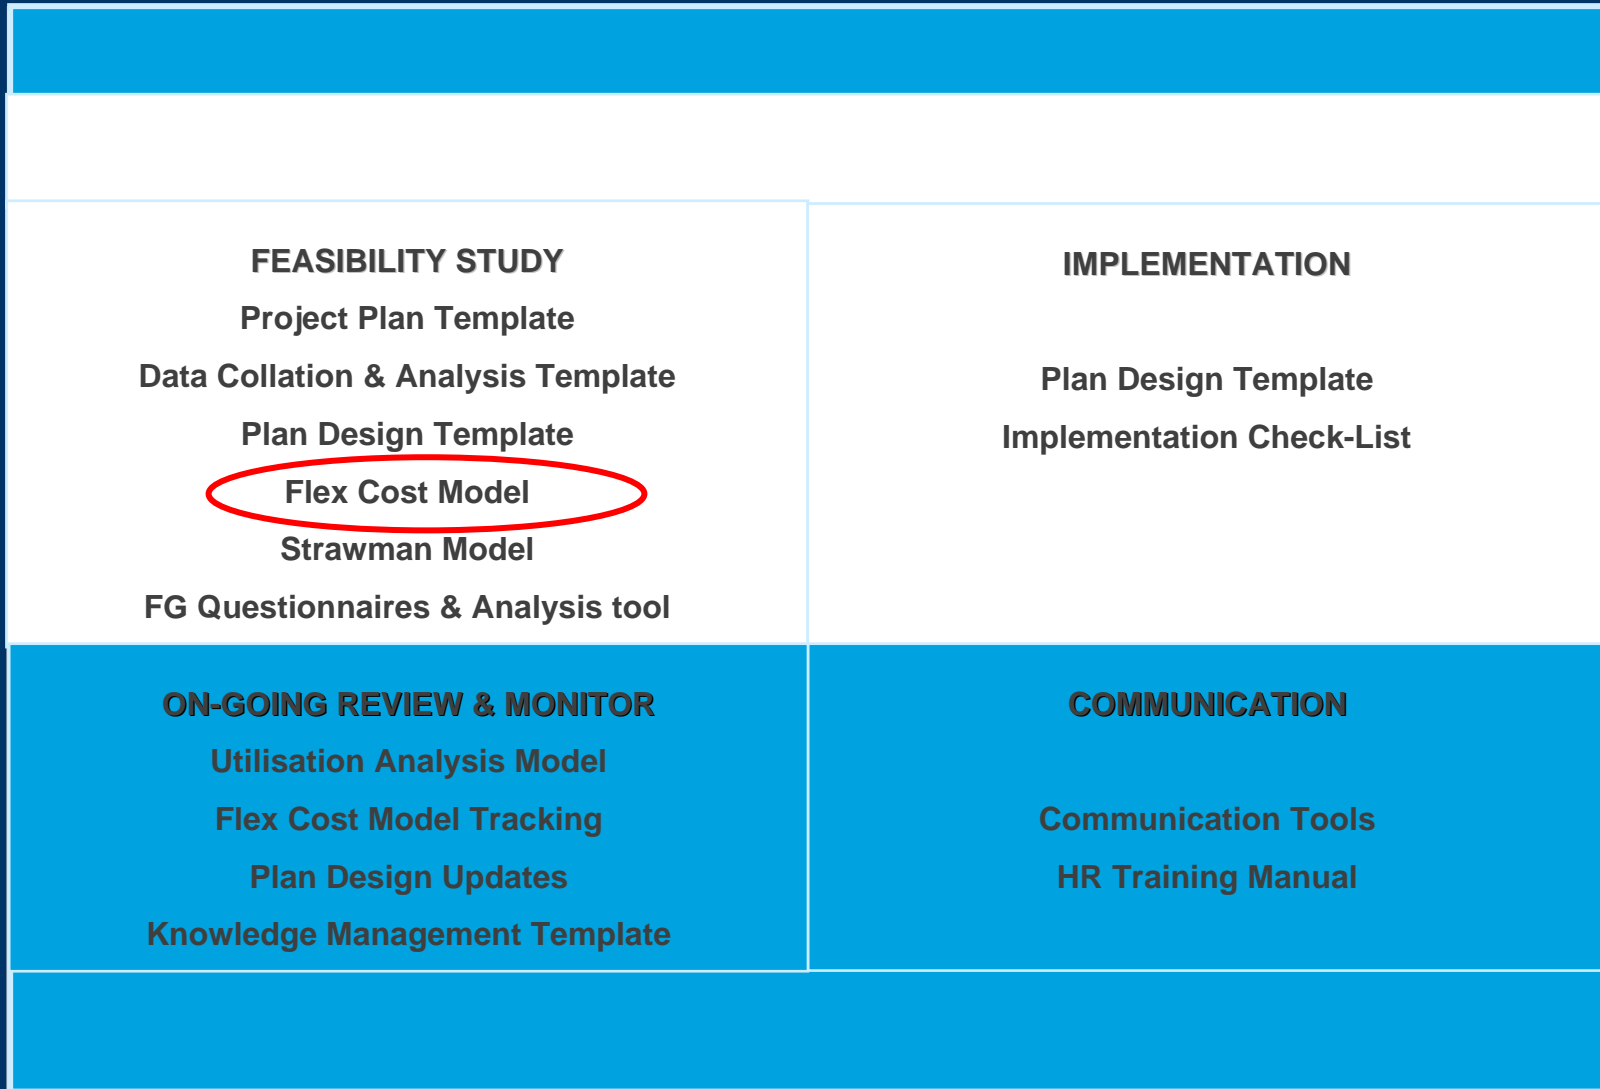 FEASIBILITY STUDY
Project Plan Template
Data Collation & Analysis Template
Plan Design Template
Flex Cost Model
Strawman Model
FG Questionnaires & Analysis tool
IMPLEMENTATION
Plan Design Template
Implementation Check-List
ON-GOING REVIEW & MONITOR
Utilisation Analysis Model
Flex Cost Model Tracking
Plan Design Updates
Knowledge Management Template
COMMUNICATION
Communication Tools
HR Training Manual